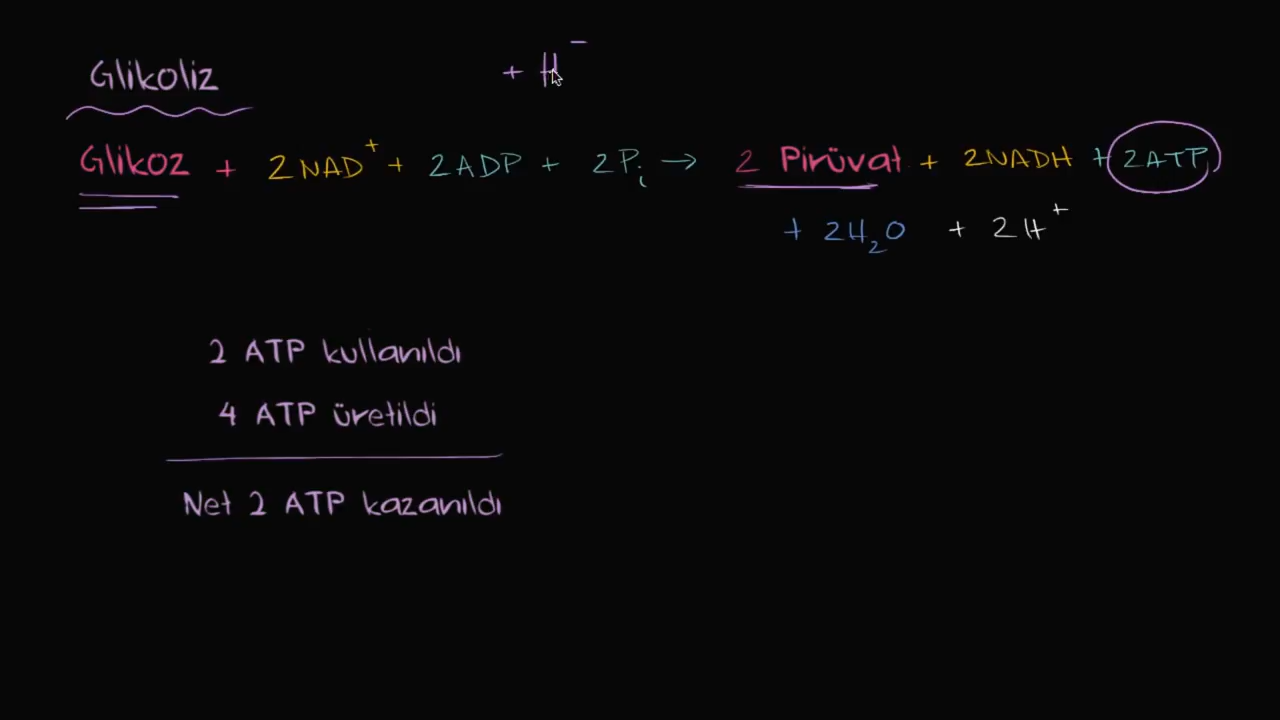 Glikoliz
+ H⁻
Glikoz + 2NAD⁺ + 2ADP + 2Pᵢ → 2 Pirüvat + 2NADH + 2ATP
+ 2H₂O + 2H⁺
2 ATP kullanıldı
4 ATP üretildi
Net 2 ATP kazanıldı